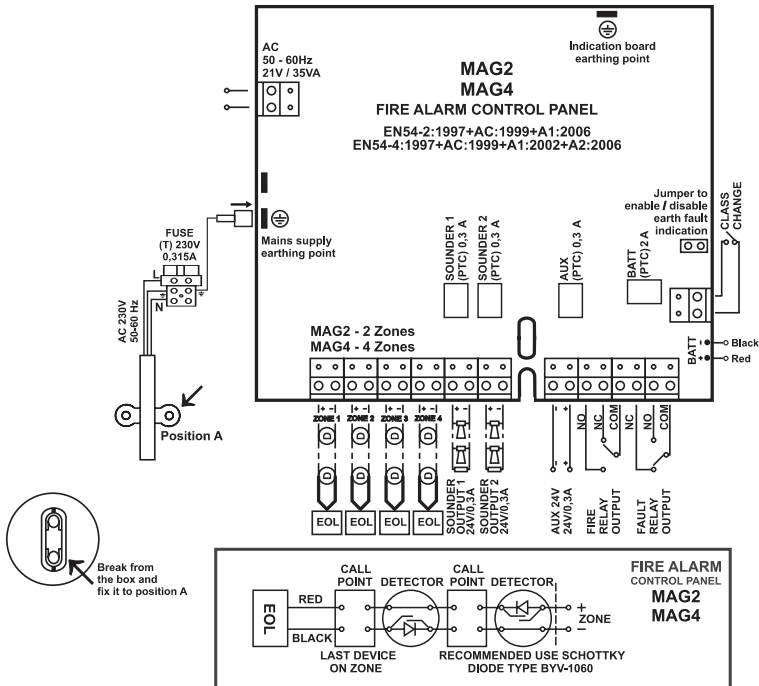 AC
50 - 60Hz
21V / 35VA
Indication board
earthing point
MAG2
MAG4
FIRE ALARM CONTROL PANEL
EN54-2:1997+AC:1999+A1:2006
EN54-4:1997+AC:1999+A1:2002+A2:2006
Jumper to
enable / disable
earth fault
indication
CLASS
CHANGE
FUSE
(T) 230V
0,315A
Mains supply
earthing point
SOUNDER 1
(PTC) 0,3 A
SOUNDER 2
(PTC) 0,3 A
AUX
(PTC) 0,3 A
BATT
(PTC) 2 A
L
N
AC 230V
50-60 Hz
MAG2 - 2 Zones
MAG4 - 4 Zones
BATT
+ -
Black
Red
Position A
+ - + - + - + - + - + - - +
ZONE 1 ZONE 2 ZONE 3 ZONE 4
NO NC COM NC NO COM
D D D D
D D D D
EOL EOL EOL EOL
SOUNDER
OUTPUT 1
24V/0,3A
SOUNDER
OUTPUT 2
24V/0,3A
AUX 24V
24V/0,3A
FIRE
RELAY
OUTPUT
FAULT
RELAY
OUTPUT
Break from
the box and
fix it to position A
FIRE ALARM
CONTROL PANEL
MAG2
MAG4
CALL
POINT
DETECTOR
CALL
POINT
DETECTOR
EOL
RED
BLACK
+
ZONE
-
LAST DEVICE
ON ZONE
RECOMMENDED USE SCHOTTKY
DIODE TYPE BYV-1060